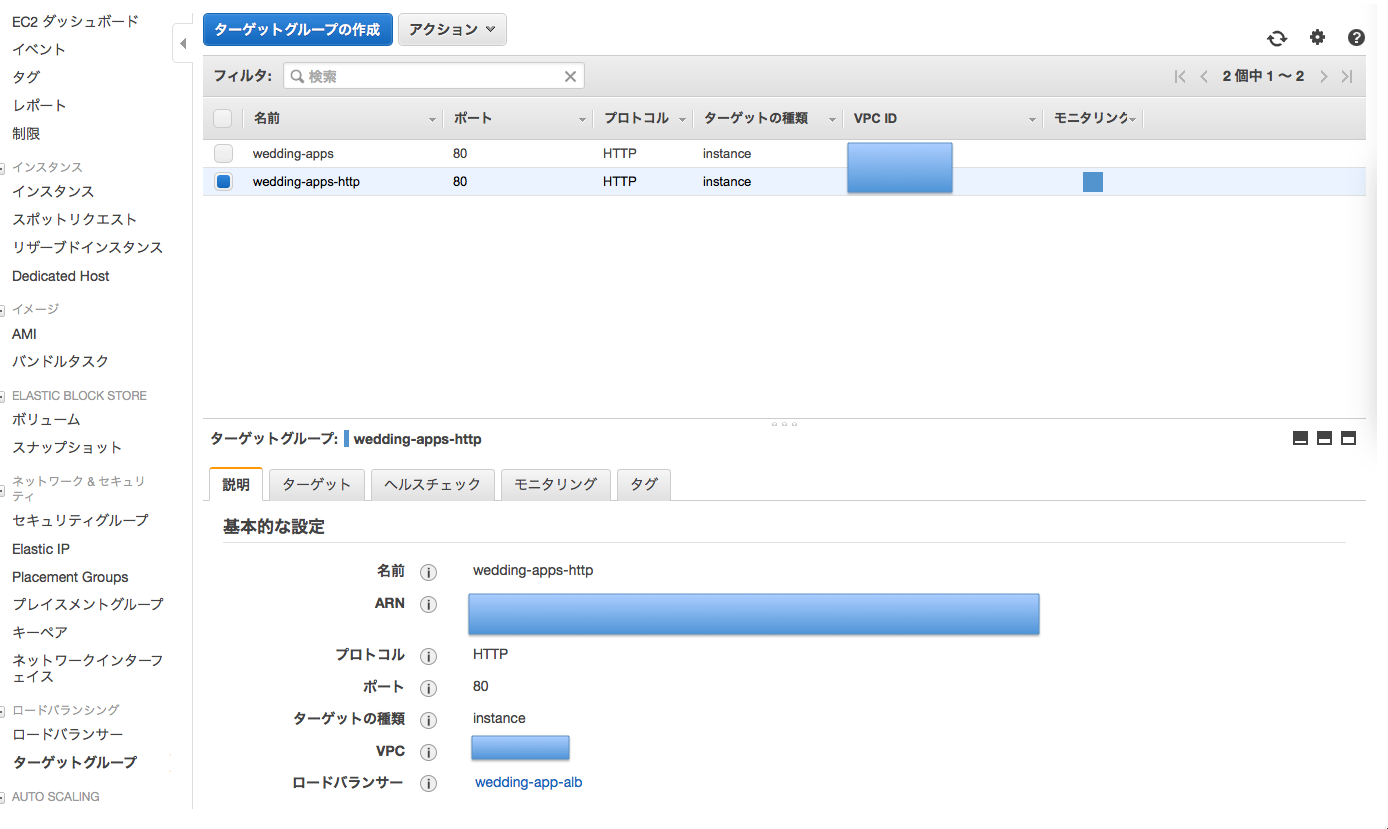 EC2 ダッシュボード
イベント
タグ
レポート
制限
インスタンス
インスタンス
スポットリクエスト
リザーブドインスタンス
Dedicated Host
イメージ
AMI
バンドルタスク
ELASTIC BLOCK STORE
ボリューム
スナップショット
ネットワーク & セキュリ
ティ
セキュリティグループ
Elastic IP
Placement Groups
プレイスメントグループ
キーペア
ネットワークインターフ
ェイス
ロードバランシング
ロードバランサー
ターゲットグループ
AUTO SCALING
ターゲットグループの作成 アクション
フィルタ: 検索 2 個中 1 ～ 2
名前 ポート プロトコル ターゲットの種類 VPC ID モニタリング
wedding-apps 80 HTTP instance
wedding-apps-http 80 HTTP instance
ターゲットグループ: wedding-apps-http
説明 ターゲット ヘルスチェック モニタリング タグ
基本的な設定
名前 wedding-apps-http
ARN
プロトコル HTTP
ポート 80
ターゲットの種類 instance
VPC
ロードバランサー wedding-app-alb